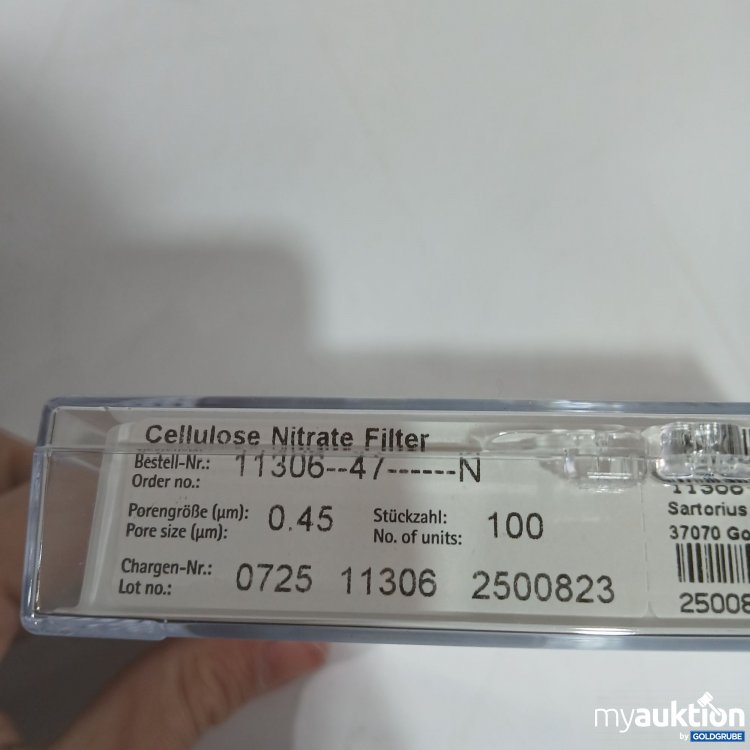 Cellulose Nitrate Filter
Bestell-Nr.: 11306--47------N
Order no.:
Porengröße (µm): 0.45 Stückzahl: 100
Pore size (µm): No. of units:
Chargen-Nr.: 0725 11306 2500823
Lot no.:
Sartorius
37070
myauktion
by GOLDGRUBE